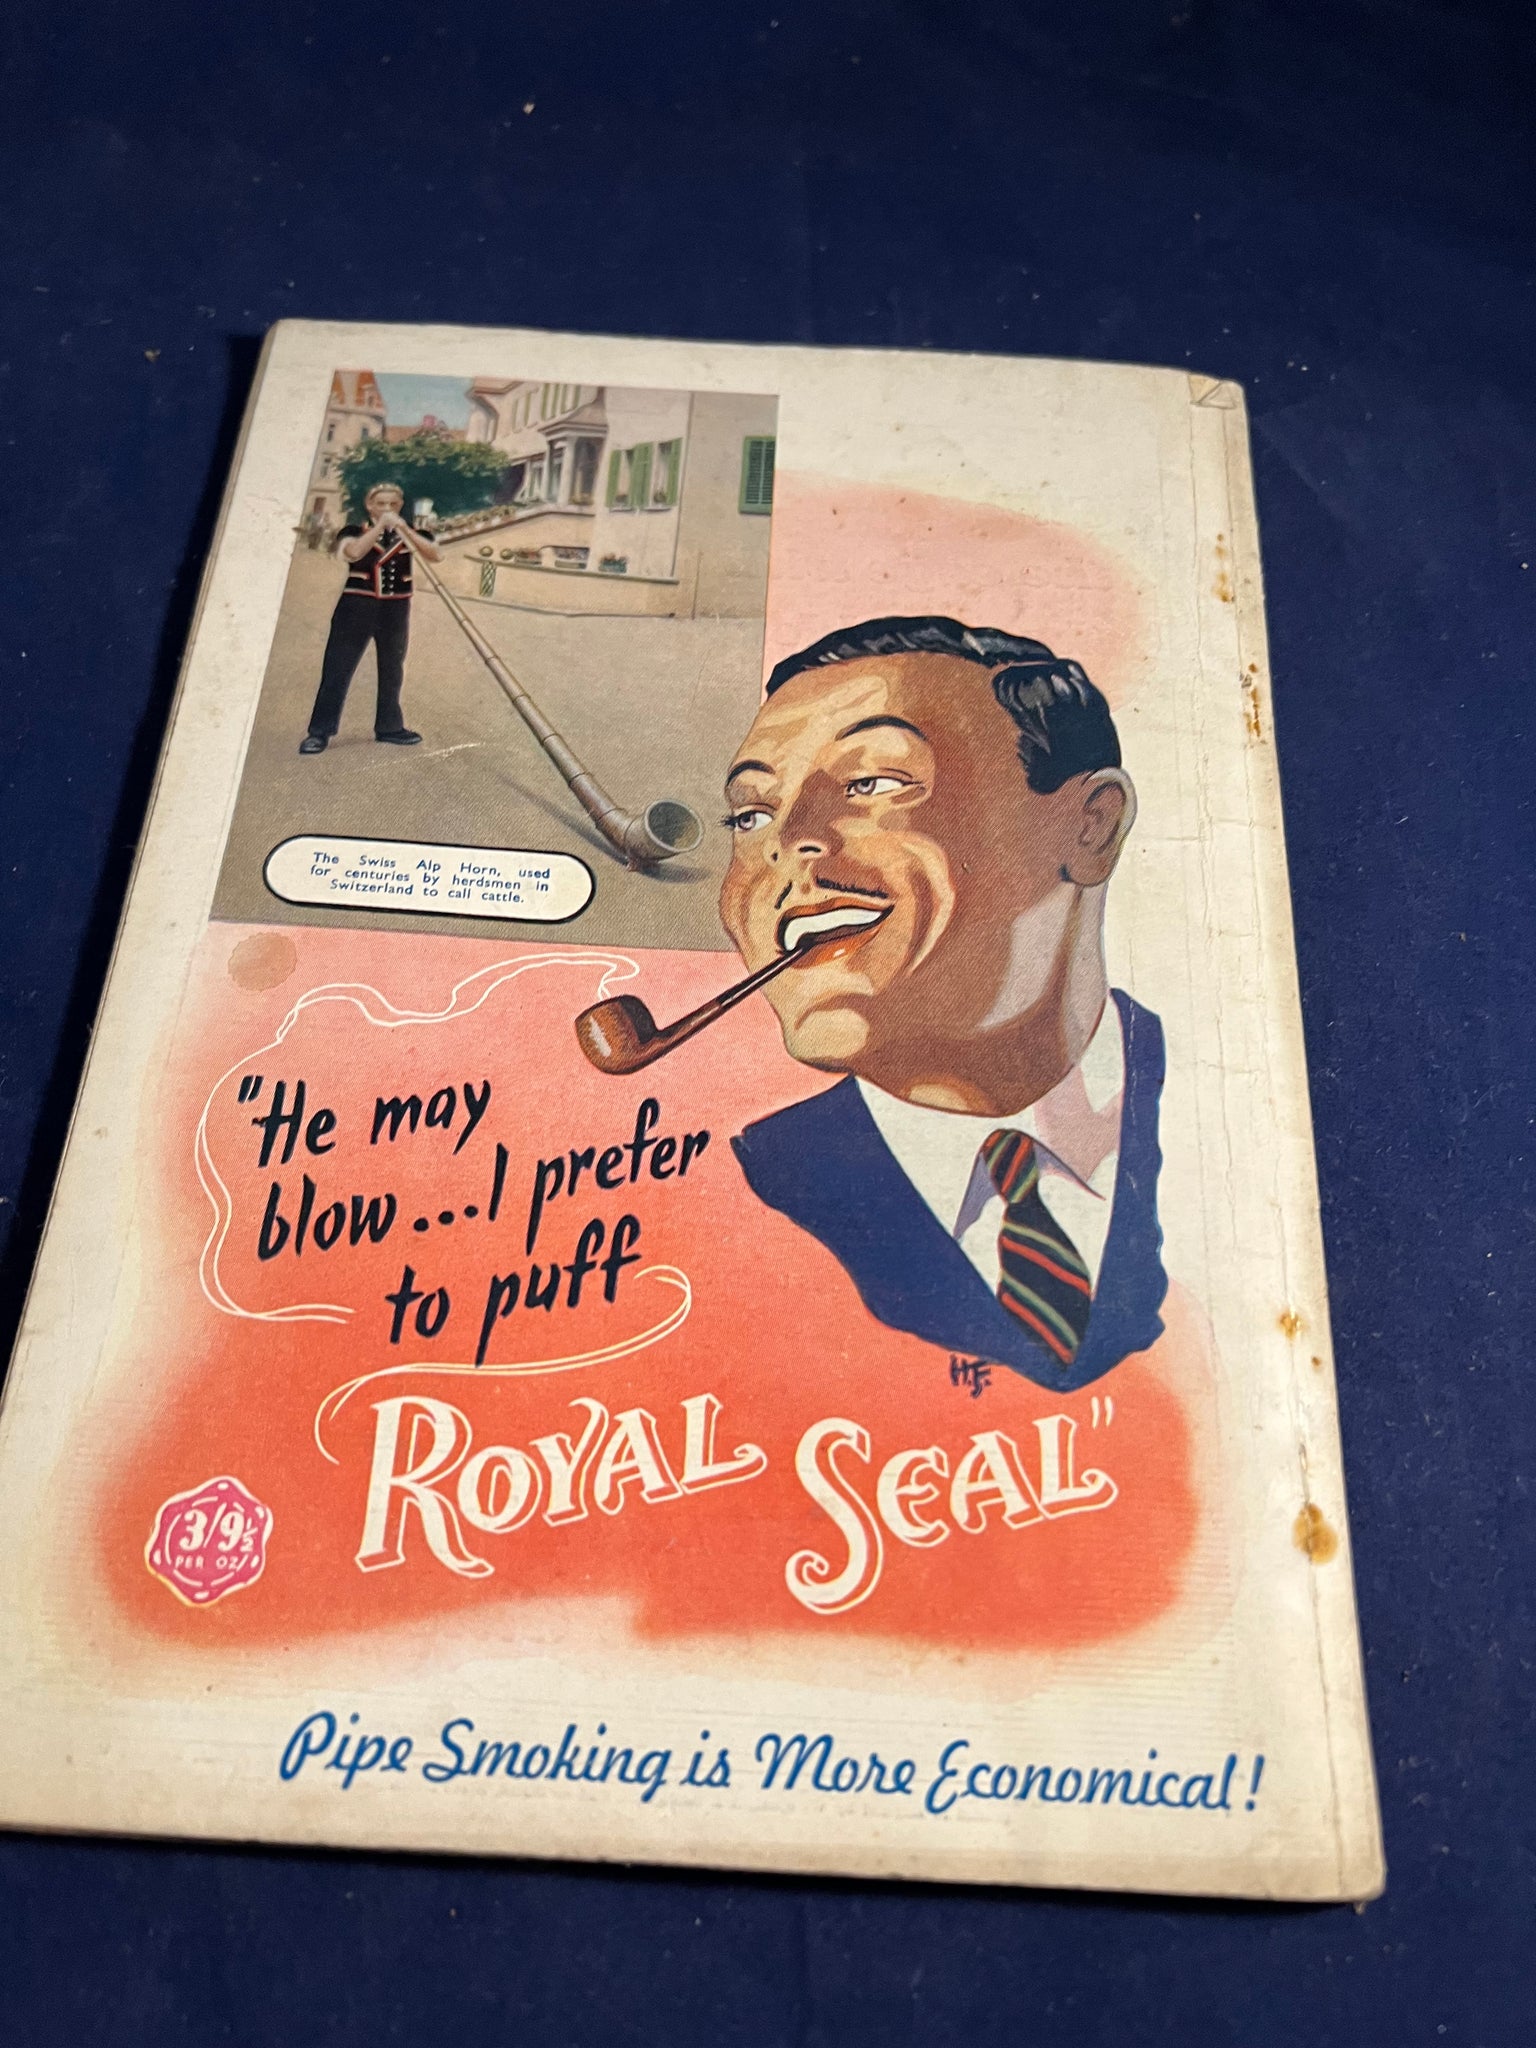 The Swiss Alp Horn, used
for centuries by herdsmen in
Switzerland to call cattle.
"He may
blow...I prefer
to puff
H.F.
ROYAL SEAL"
3/9½
PER OZ
Pipe Smoking is More Economical!